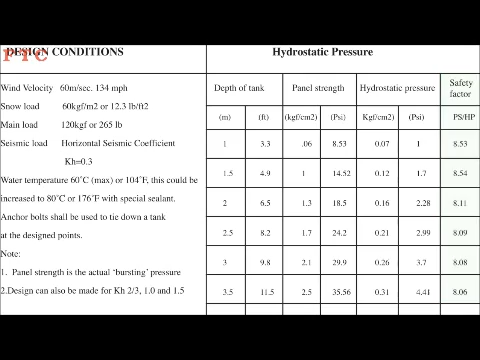 PTC
DESIGN CONDITIONS
Wind Velocity 60m/sec. 134 mph
Snow load 60kgf/m2 or 12.3 lb/ft2
Main load 120kgf or 265 lb
Seismic load Horizontal Seismic Coefficient
Kh=0.3
Water temperature 60˚C (max) or 104˚F, this could be
increased to 80˚C or 176˚F with special sealant.
Anchor bolts shall be used to tie down a tank
at the designed points.
Note:
1. Panel strength is the actual ‘bursting’ pressure
2.Design can also be made for Kh 2/3, 1.0 and 1.5
Hydrostatic Pressure
Depth of tank Panel strength Hydrostatic pressure Safety factor
(m) (ft) (kgf/cm2) (Psi) Kgf/cm2) (Psi) PS/HP
1 3.3 .06 8.53 0.07 1 8.53
1.5 4.9 1 14.52 0.12 1.7 8.54
2 6.5 1.3 18.5 0.16 2.28 8.11
2.5 8.2 1.7 24.2 0.21 2.99 8.09
3 9.8 2.1 29.9 0.26 3.7 8.08
3.5 11.5 2.5 35.56 0.31 4.41 8.06